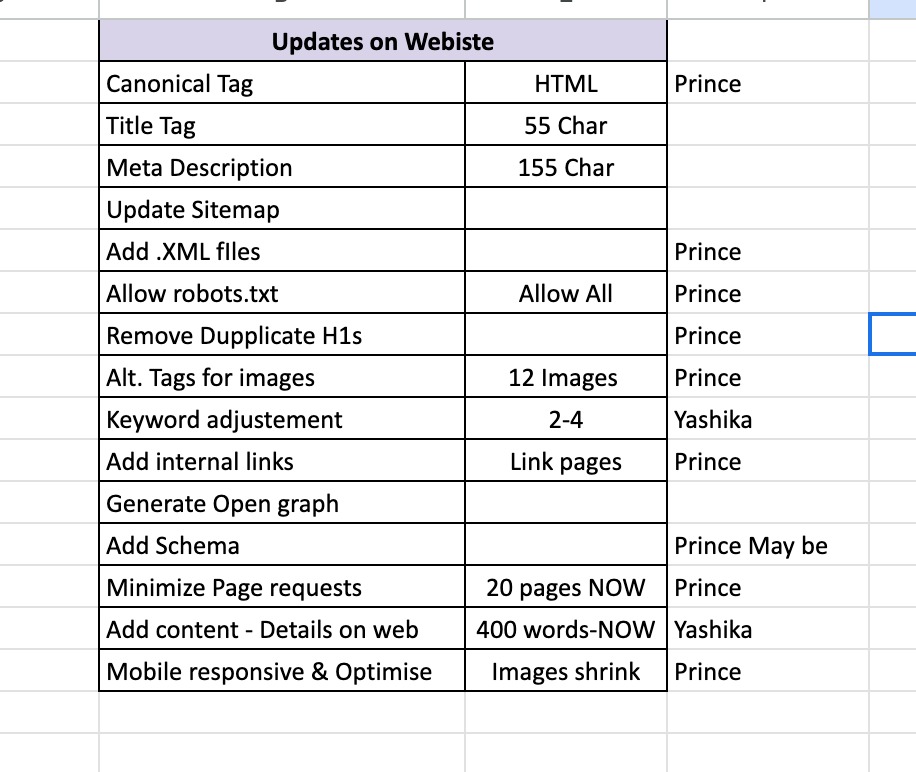 Updates on Webiste
Canonical Tag HTML Prince
Title Tag 55 Char
Meta Description 155 Char
Update Sitemap
Add .XML fIles Prince
Allow robots.txt Allow All Prince
Remove Dupplicate H1s Prince
Alt. Tags for images 12 Images Prince
Keyword adjustement 2-4 Yashika
Add internal links Link pages Prince
Generate Open graph
Add Schema Prince May be
Minimize Page requests 20 pages NOW Prince
Add content - Details on web 400 words-NOW Yashika
Mobile responsive & Optimise Images shrink Prince